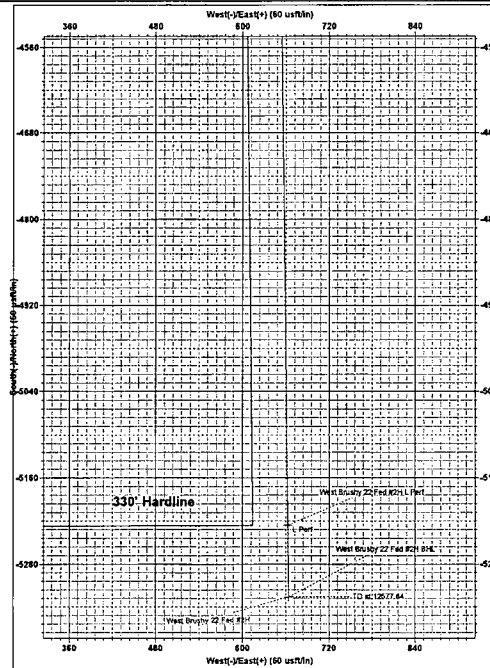 West(-)/East(+) (60 usft/in)
360 480 600 720 840
-4560
-4680
-4800
-4920
-5040
-5160
-5280
South(-)/North(+) (60 usft/in)
330' Hardline
West Brushy 22 Fed #2H L Perf
L Perf
West Brushy 22 Fed #2H BHL
TD at 12577.64
West Brushy 22 Fed #2H
360 480 600 720 840
West(-)/East(+) (60 usft/in)